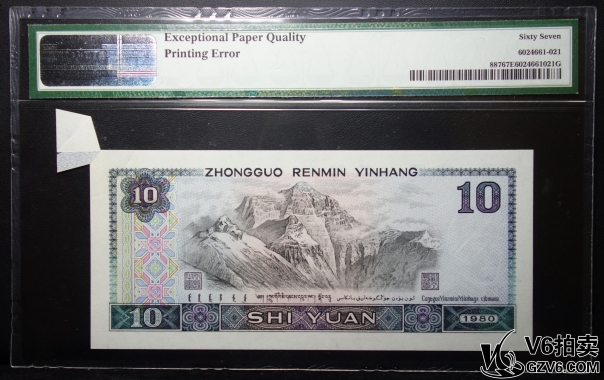 Exceptional Paper Quality
Printing Error
Sixty Seven
6024661-021
88767E6024661021G
ZHONGGUO RENMIN YINHANG
10
10
10
SHI YUAN
1980
V6拍卖
GZV6.COM